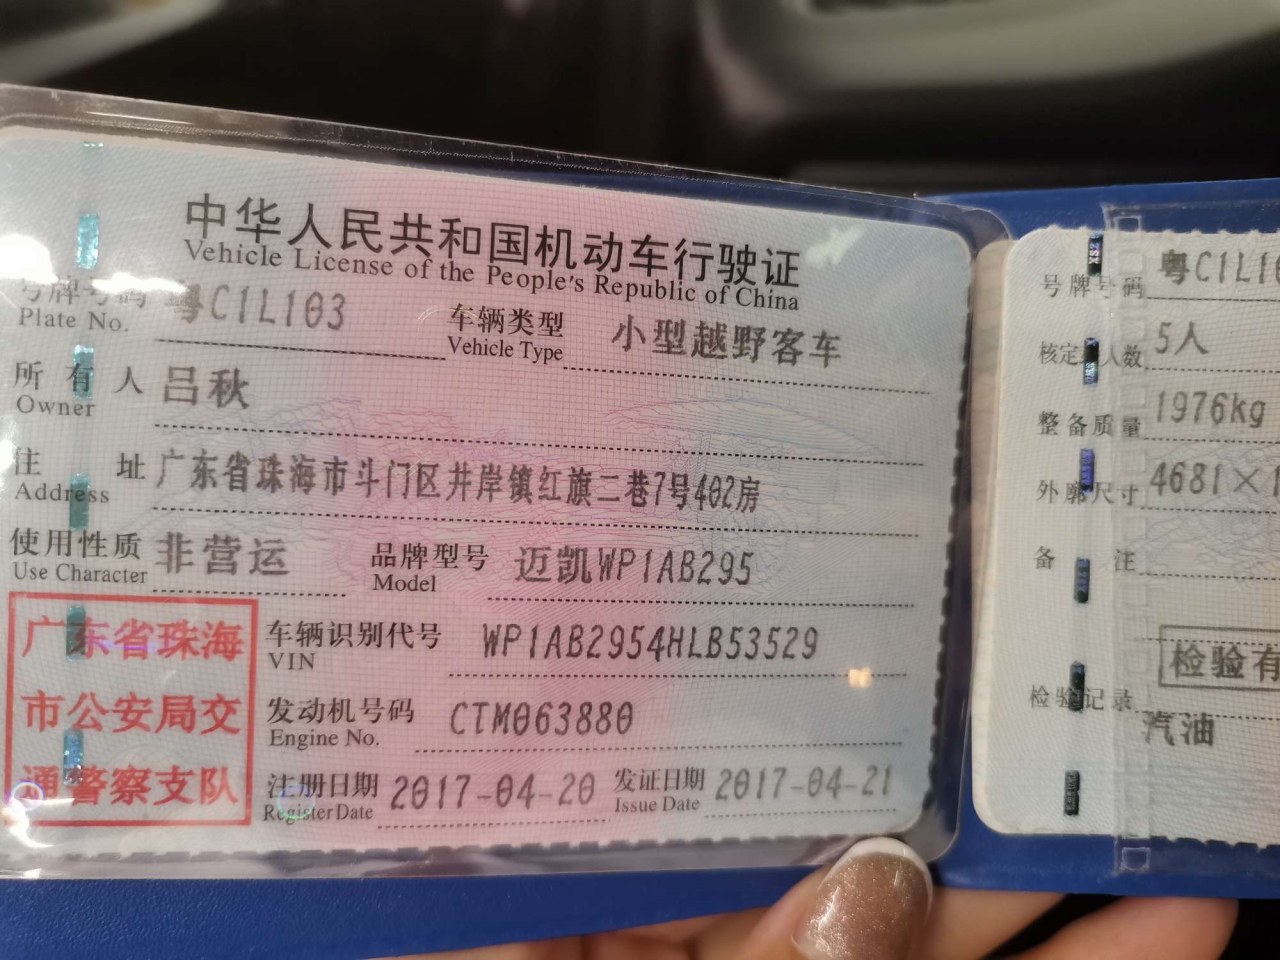 中华人民共和国机动车行驶证
Vehicle License of the People's Republic of China
号牌号码 粤C1L103 车辆类型 小型越野客车
Plate No. Vehicle Type
所有人 吕秋
Owner
住址 广东省珠海市斗门区井岸镇红旗二巷7号402房
Address
使用性质 非营运 品牌型号 迈凯WP1AB295
Use Character Model
广东省珠海
市公安局交
通警察支队
车辆识别代号 WP1AB2954HLB53529
VIN
发动机号码 CTM063880
Engine No.
注册日期 2017-04-20 发证日期 2017-04-21
Register Date Issue Date
号牌号码 粤C1L10
核定 人数 5人
整备质量 1976kg
外廓尺寸 4681×1
备注
检验有
检验记录
汽油